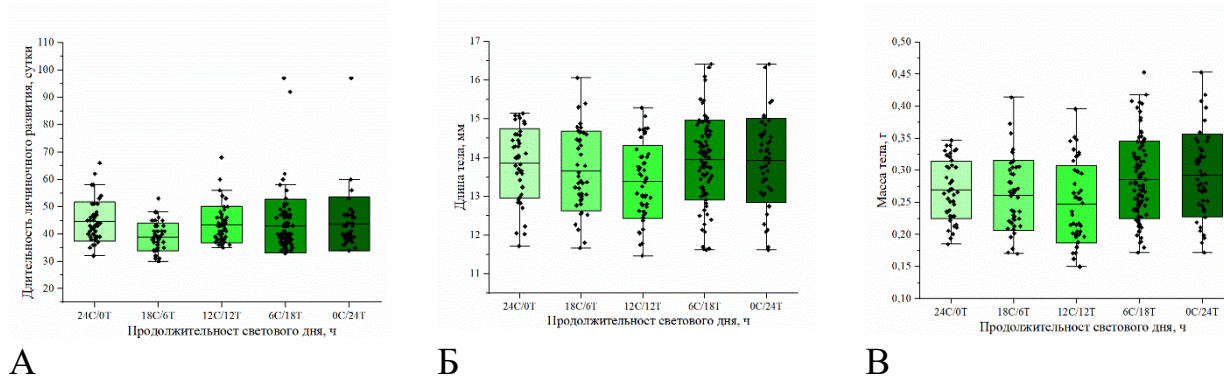 Длительность личиночного развития, сутки
110
100
90
80
70
60
50
40
30
20
24С/0Т 18С/6Т 12С/12Т 6С/18Т 0С/24Т
Продолжительност светового дня, ч
А
Длина тела, мм
17
16
15
14
13
12
11
24С/0Т 18С/6Т 12С/12Т 6С/18Т 0С/24Т
Продолжительност светового дня, ч
Б
Масса тела, г
0,50
0,45
0,40
0,35
0,30
0,25
0,20
0,15
0,10
24С/0Т 18С/6Т 12С/12Т 6С/18Т 0С/24Т
Продолжительност светового дня, ч
В